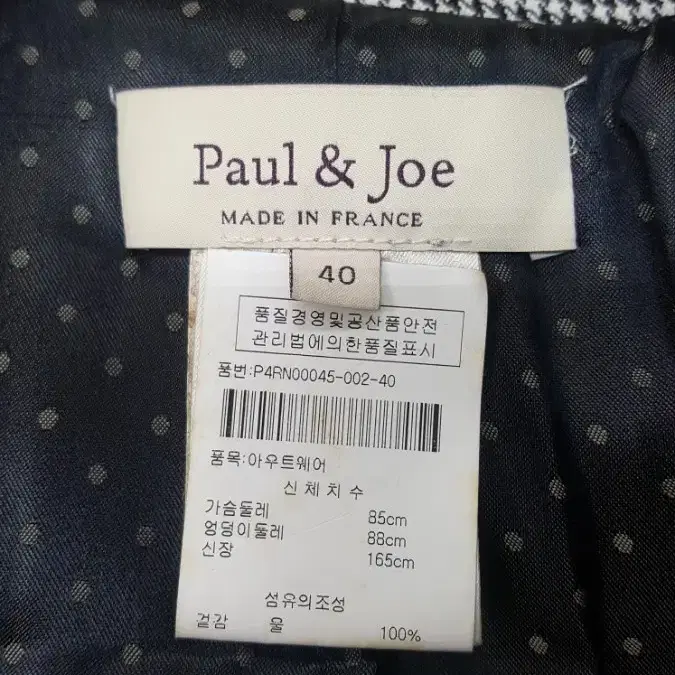 Paul & Joe
MADE IN FRANCE
40
품질경영및공산품안전
관리법에의한품질표시
품번:P4RN00045-002-40
품목:아우트웨어
신체치수
가슴둘레 85cm
엉덩이둘레 88cm
신장 165cm
섬유의조성
겉감 울 100%